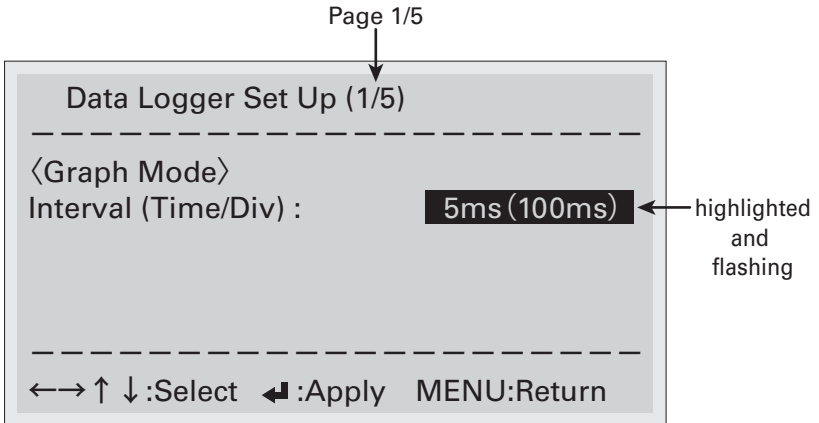 Page 1/5
Data Logger Set Up (1/5)
〈Graph Mode〉
Interval (Time/Div) : 5ms(100ms)
highlighted
and
flashing
←→↑↓:Select ↲:Apply MENU:Return